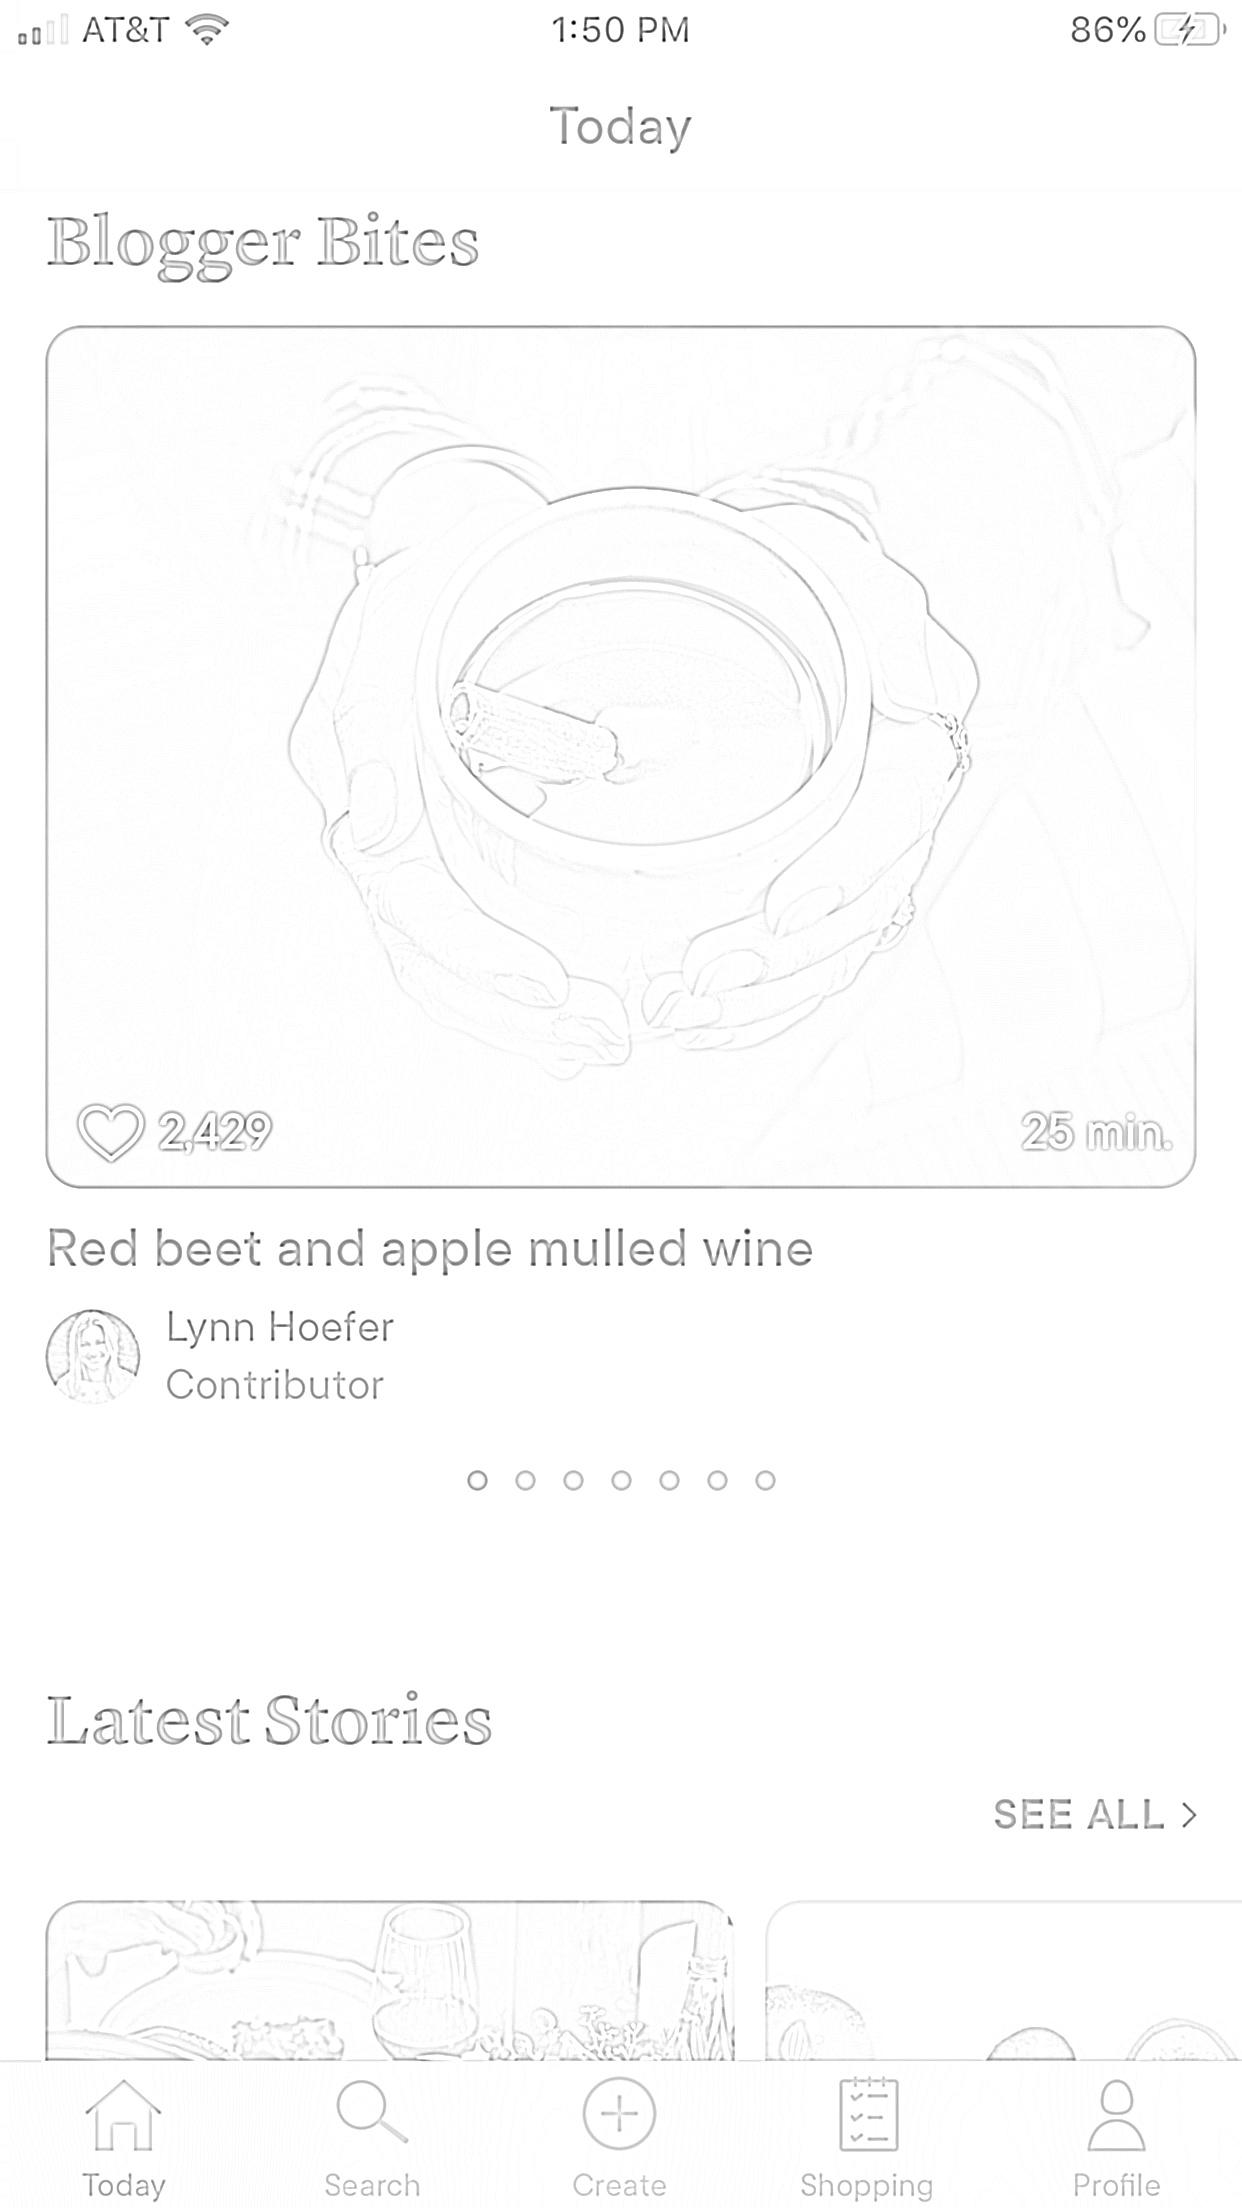 AT&T 1:50 PM 86%
Today
Blogger Bites
2,429 25 min.
Red beet and apple mulled wine
Lynn Hoefer
Contributor
Latest Stories
SEE ALL >
Today Search Create Shopping Profile